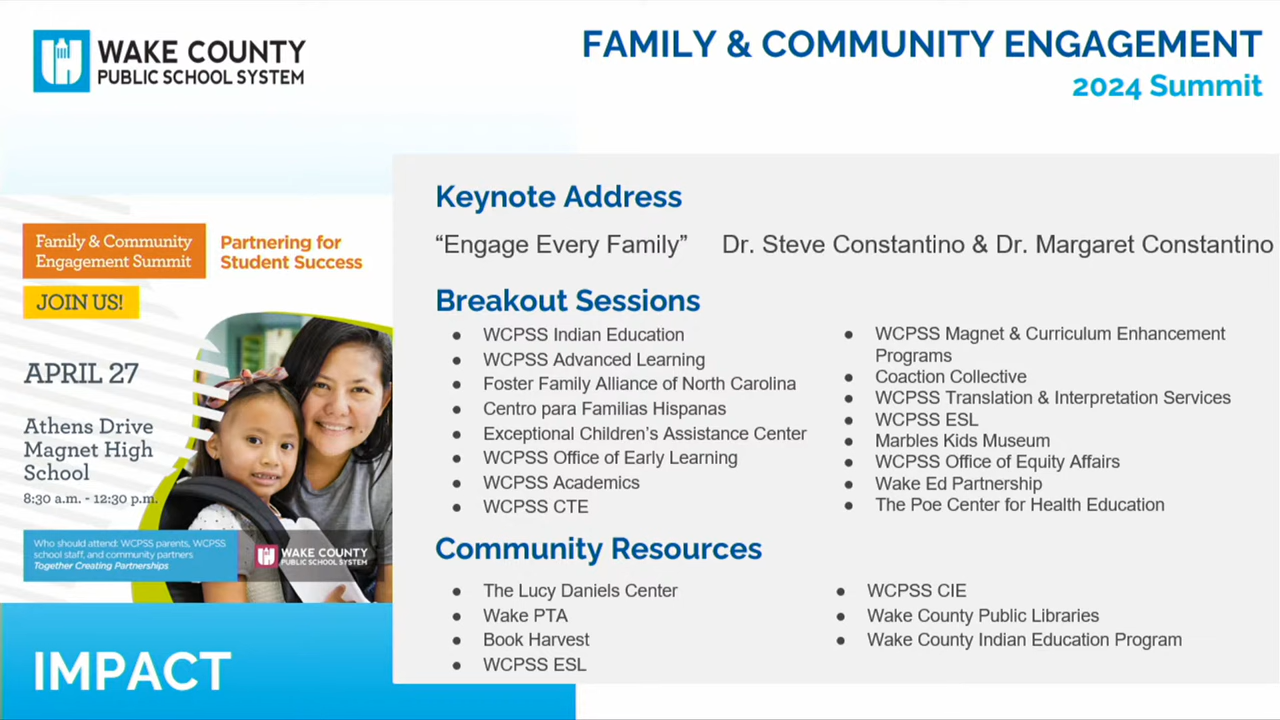 WAKE COUNTY
PUBLIC SCHOOL SYSTEM
FAMILY & COMMUNITY ENGAGEMENT
2024 Summit
Family & Community
Engagement Summit
Partnering for
Student Success
JOIN US!
APRIL 27
Athens Drive
Magnet High
School
8:30 a.m. - 12:30 p.m.
Who should attend: WCPSS parents, WCPSS
school staff, and community partners
Together Creating Partnerships
WAKE COUNTY
PUBLIC SCHOOL SYSTEM
IMPACT
Keynote Address
“Engage Every Family” Dr. Steve Constantino & Dr. Margaret Constantino
Breakout Sessions
● WCPSS Indian Education
● WCPSS Advanced Learning
● Foster Family Alliance of North Carolina
● Centro para Familias Hispanas
● Exceptional Children’s Assistance Center
● WCPSS Office of Early Learning
● WCPSS Academics
● WCPSS CTE
● WCPSS Magnet & Curriculum Enhancement
Programs
● Coaction Collective
● WCPSS Translation & Interpretation Services
● WCPSS ESL
● Marbles Kids Museum
● WCPSS Office of Equity Affairs
● Wake Ed Partnership
● The Poe Center for Health Education
Community Resources
● The Lucy Daniels Center
● Wake PTA
● Book Harvest
● WCPSS ESL
● WCPSS CIE
● Wake County Public Libraries
● Wake County Indian Education Program